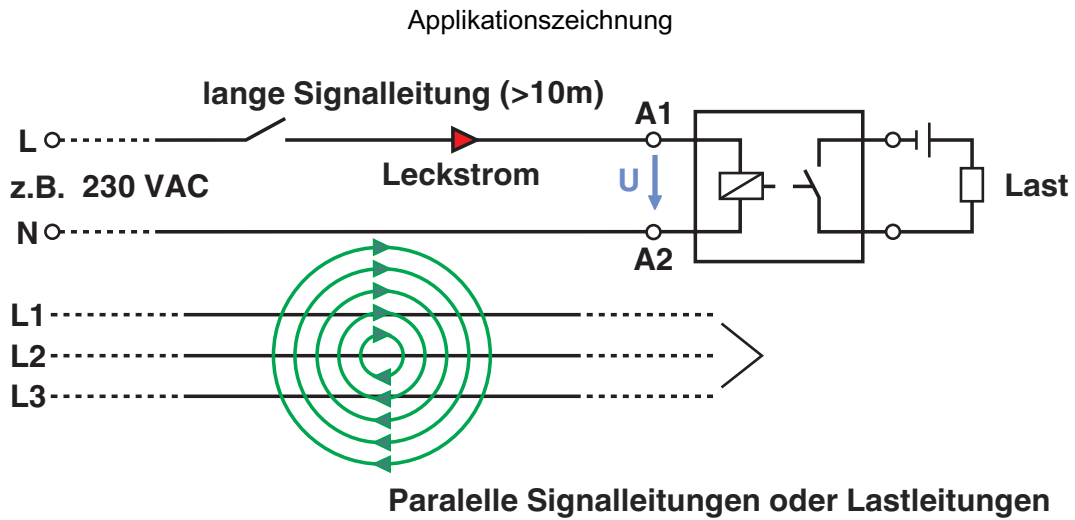 Applikationszeichnung
lange Signalleitung (>10m)
A1
L
Leckstrom
U
Last
z.B. 230 VAC
N
A2
L1
L2
L3
Paralelle Signalleitungen oder Lastleitungen